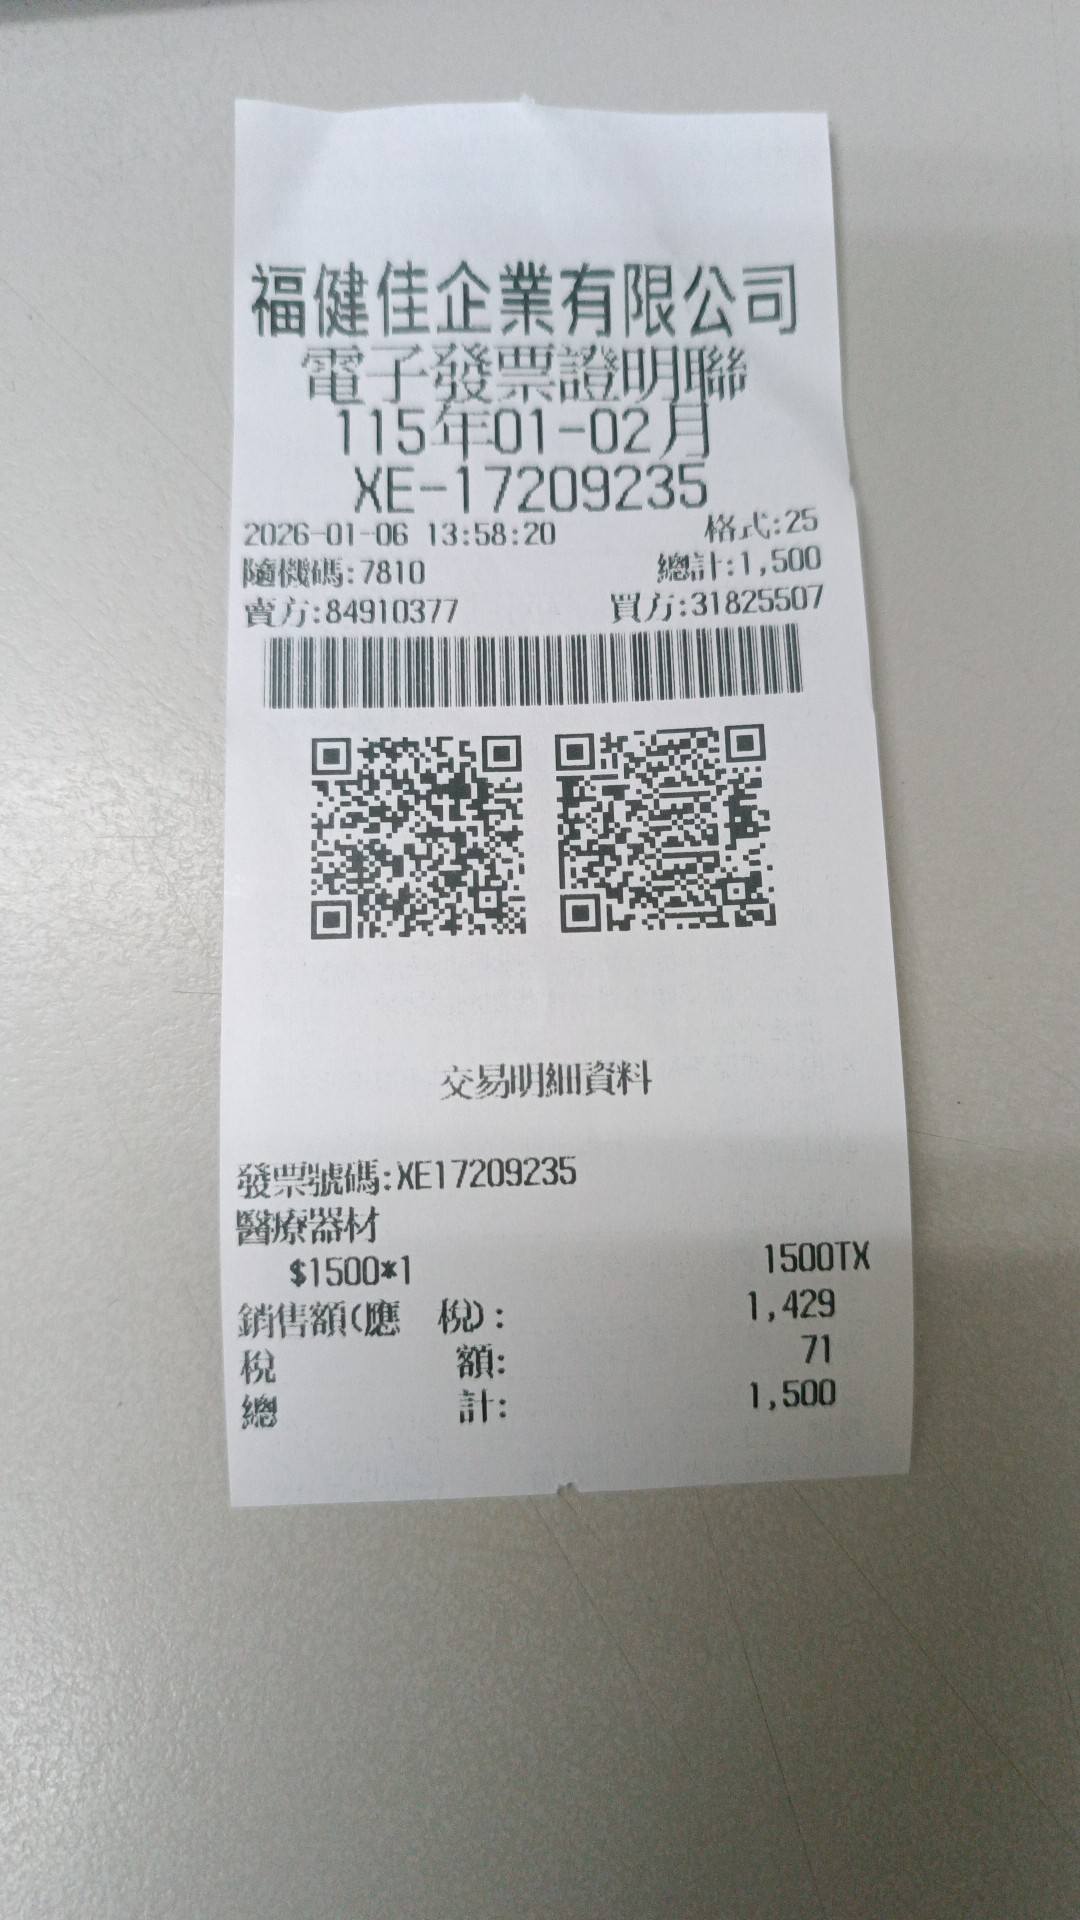 福健佳企業有限公司
電子發票證明聯
115年01-02月
XE-17209235
2026-01-06 13:58:20 格式:25
隨機碼:7810 總計:1,500
賣方:84910377 買方:31825507
交易明細資料
發票號碼:XE17209235
醫療器材
$1500*1 1500TX
銷售額(應 稅): 1,429
稅 額: 71
總 計: 1,500